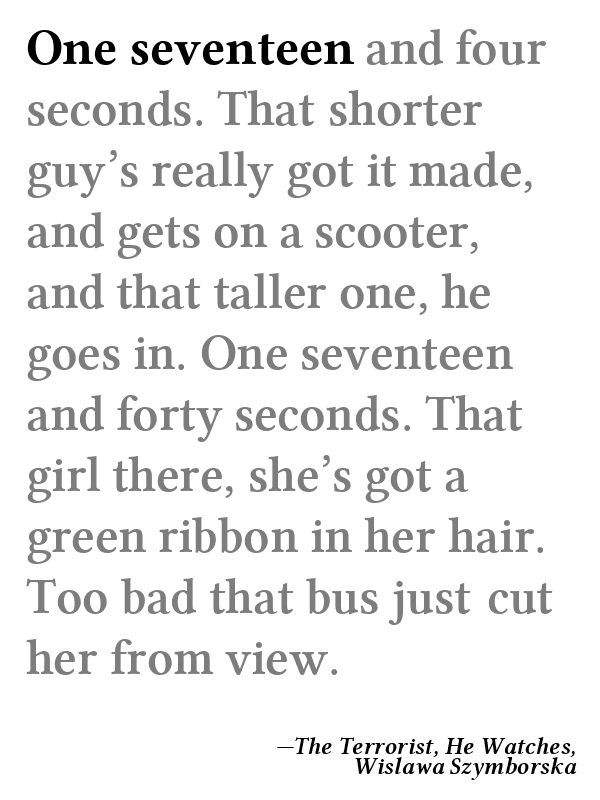 One seventeen and four
seconds. That shorter
guy’s really got it made,
and gets on a scooter,
and that taller one, he
goes in. One seventeen
and forty seconds. That
girl there, she’s got a
green ribbon in her hair.
Too bad that bus just cut
her from view.
—The Terrorist, He Watches,
Wislawa Szymborska